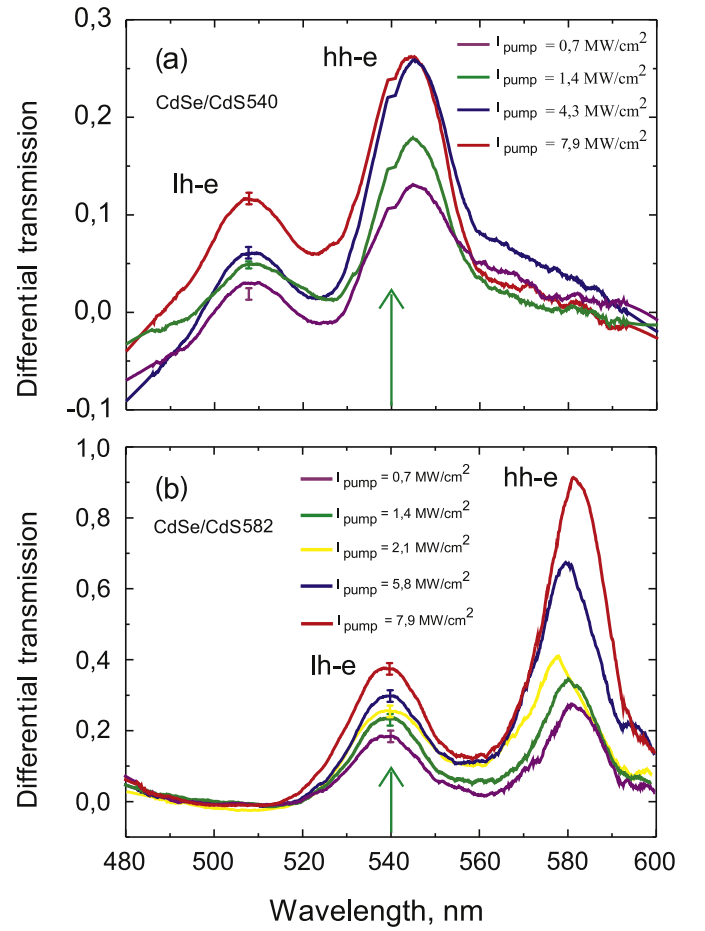 (a)
CdSe/CdS540
lh-e
hh-e
I pump = 0,7 MW/cm2
I pump = 1,4 MW/cm2
I pump = 4,3 MW/cm2
I pump = 7,9 MW/cm2
Differential transmission
0,3
0,2
0,1
0,0
-0,1
(b)
CdSe/CdS582
lh-e
hh-e
I pump = 0,7 MW/cm2
I pump = 1,4 MW/cm2
I pump = 2,1 MW/cm2
I pump = 5,8 MW/cm2
I pump = 7,9 MW/cm2
Differential transmission
1,0
0,8
0,6
0,4
0,2
0,0
480 500 520 540 560 580 600
Wavelength, nm